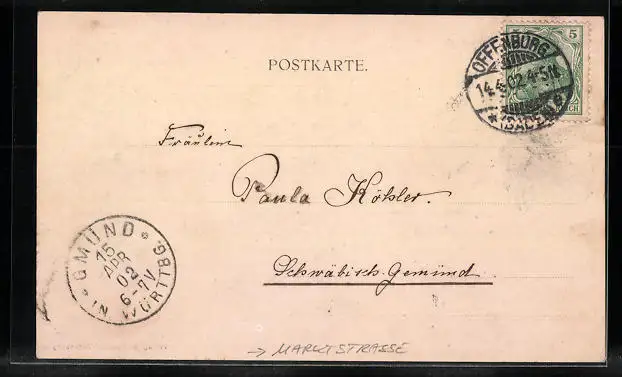 POSTKARTE.
5
OFFENBURG
14.4.02.4-5N.
*(BADEN)*
Fräulein
Paula Köhler.
Schwäbisch-Gemünd
* GMÜND *
15
APR
02
6-7V
IN WÜRTTBG.
→ MARKTSTRASSE